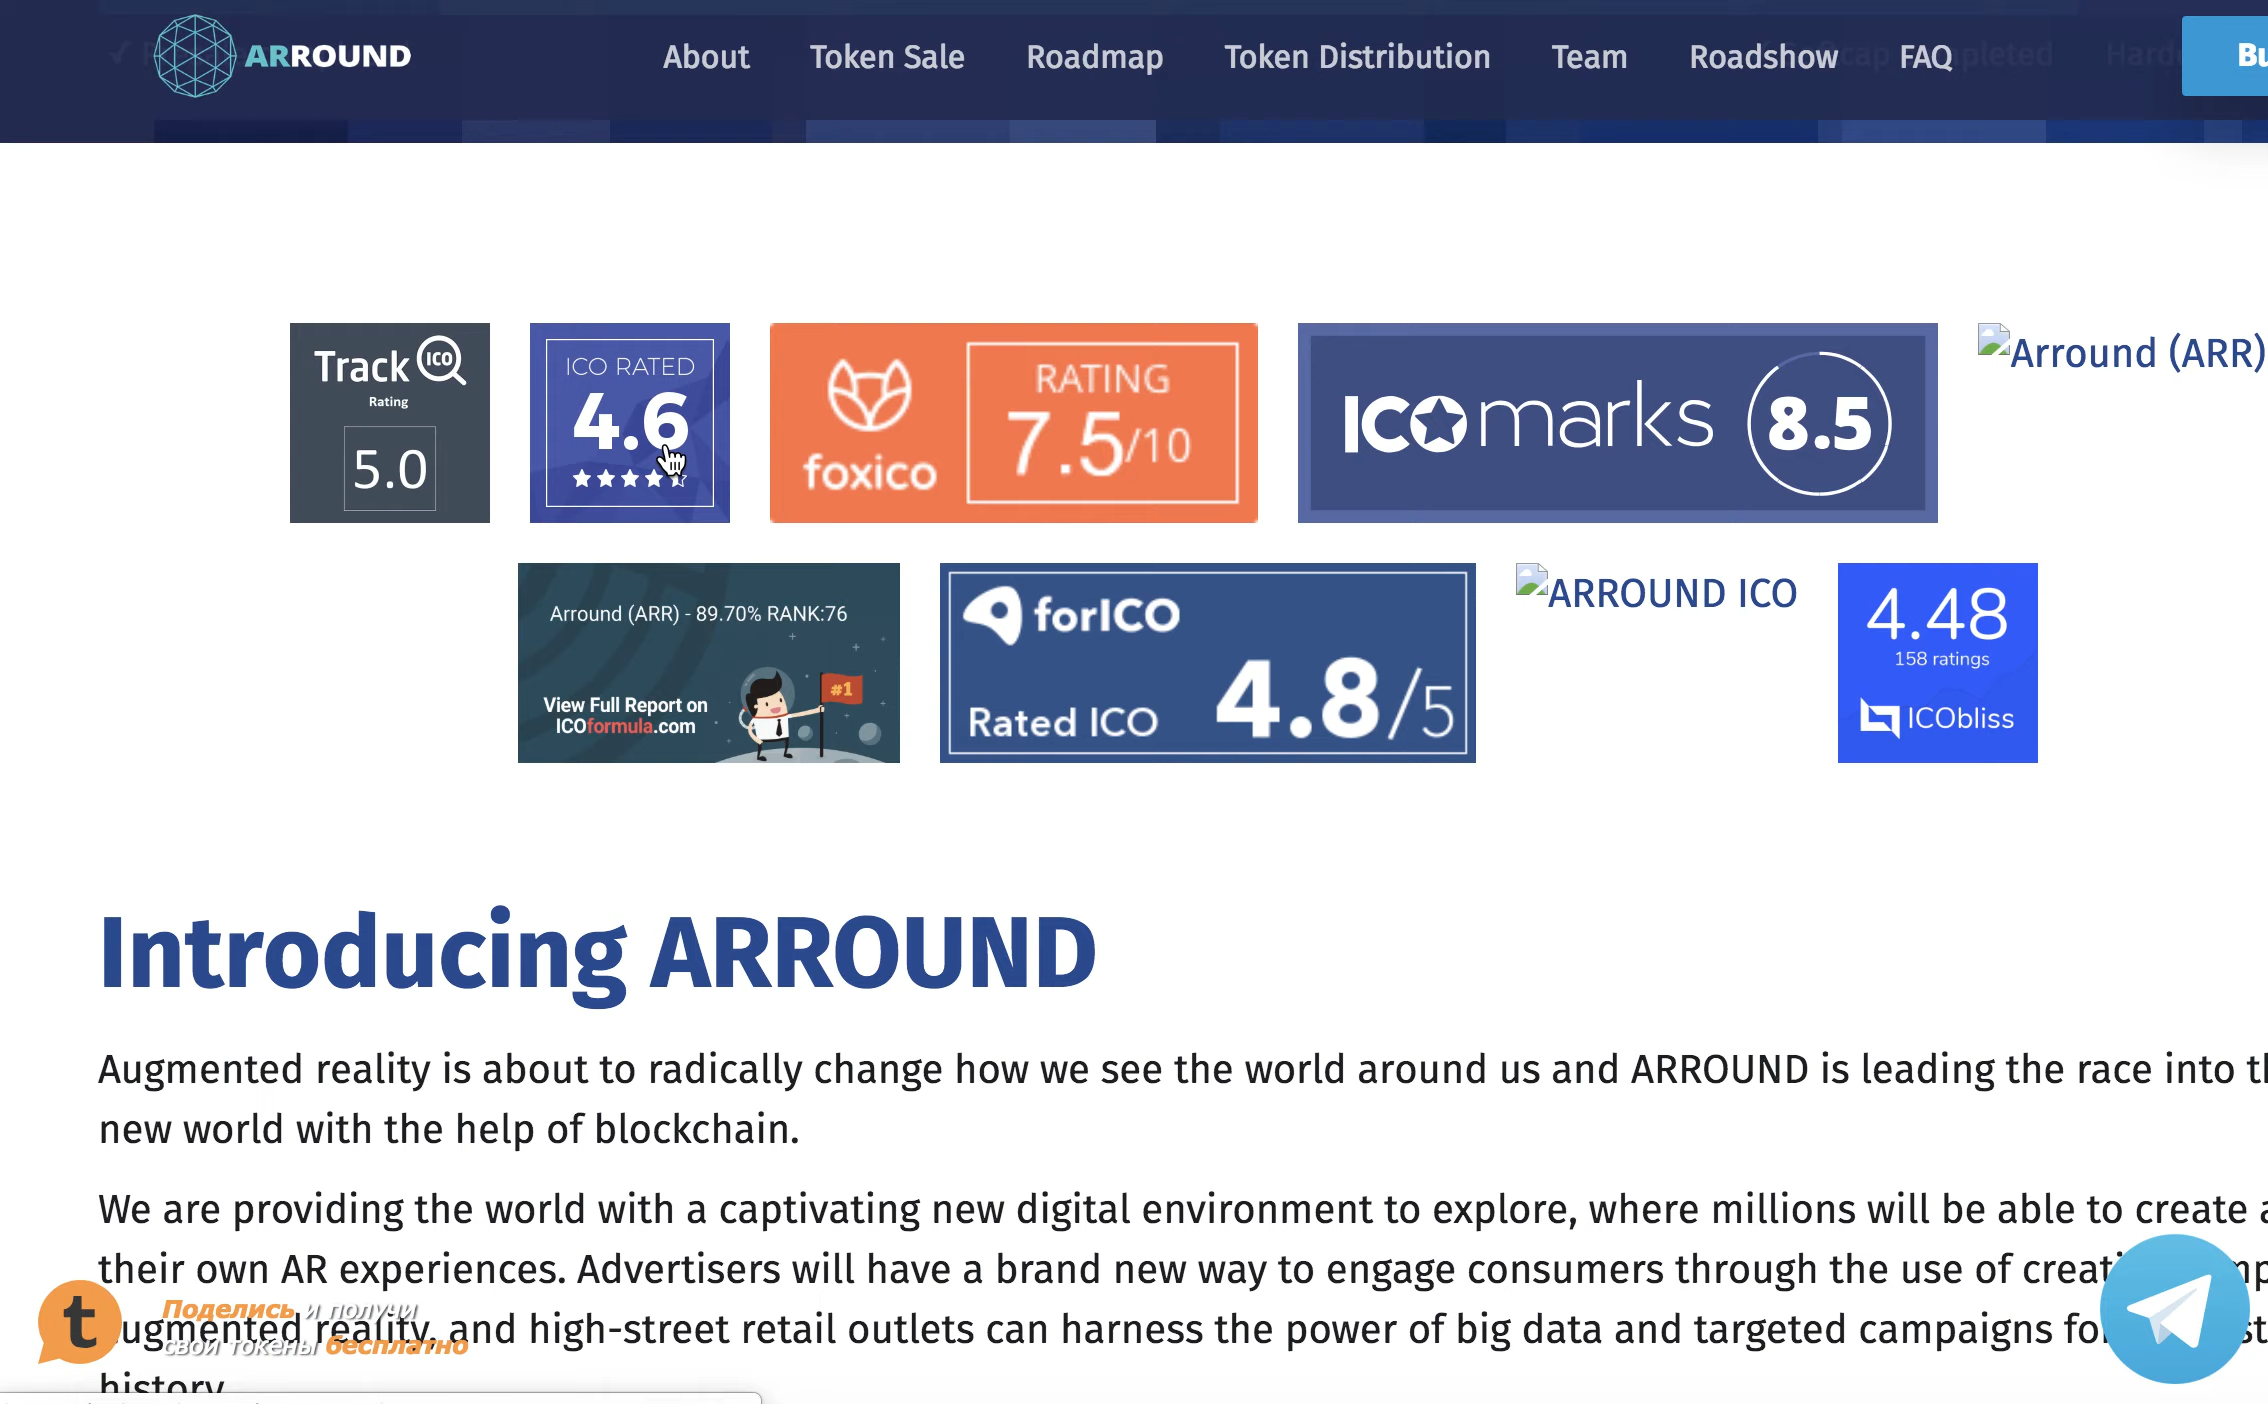 ARROUND
About Token Sale Roadmap Token Distribution Team Roadshow FAQ
Track ICO
Rating
5.0
ICO RATED
4.6
foxico
RATING
7.5/10
ICOmarks 8.5
Arround (ARR)
Arround (ARR) - 89.70% RANK:76
#1
View Full Report on
ICOformula.com
forICO
Rated ICO 4.8/5
ARROUND ICO
4.48
158 ratings
ICObliss
Introducing ARROUND
Augmented reality is about to radically change how we see the world around us and ARROUND is leading the race into
new world with the help of blockchain.
We are providing the world with a captivating new digital environment to explore, where millions will be able to create
their own AR experiences. Advertisers will have a brand new way to engage consumers through the use of
augmented reality, and high-street retail outlets can harness the power of big data and targeted campaigns
history
t
Поделись и получи
свои токены бесплатно